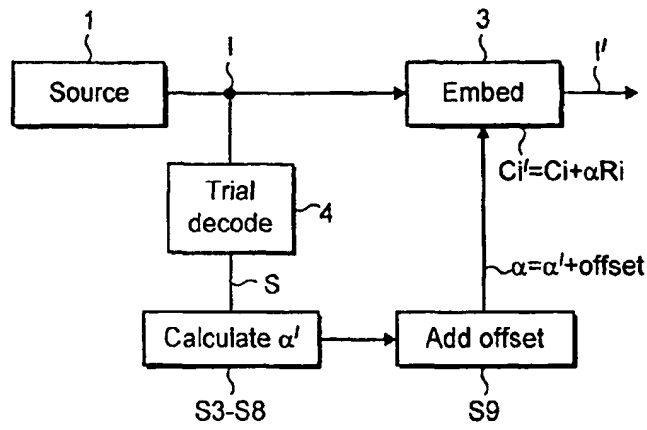 1
I
3
I'
Source
Embed
Ci'=Ci+αRi
Trial
decode
4
S
α=α'+offset
Calculate α'
Add offset
S3-S8
S9